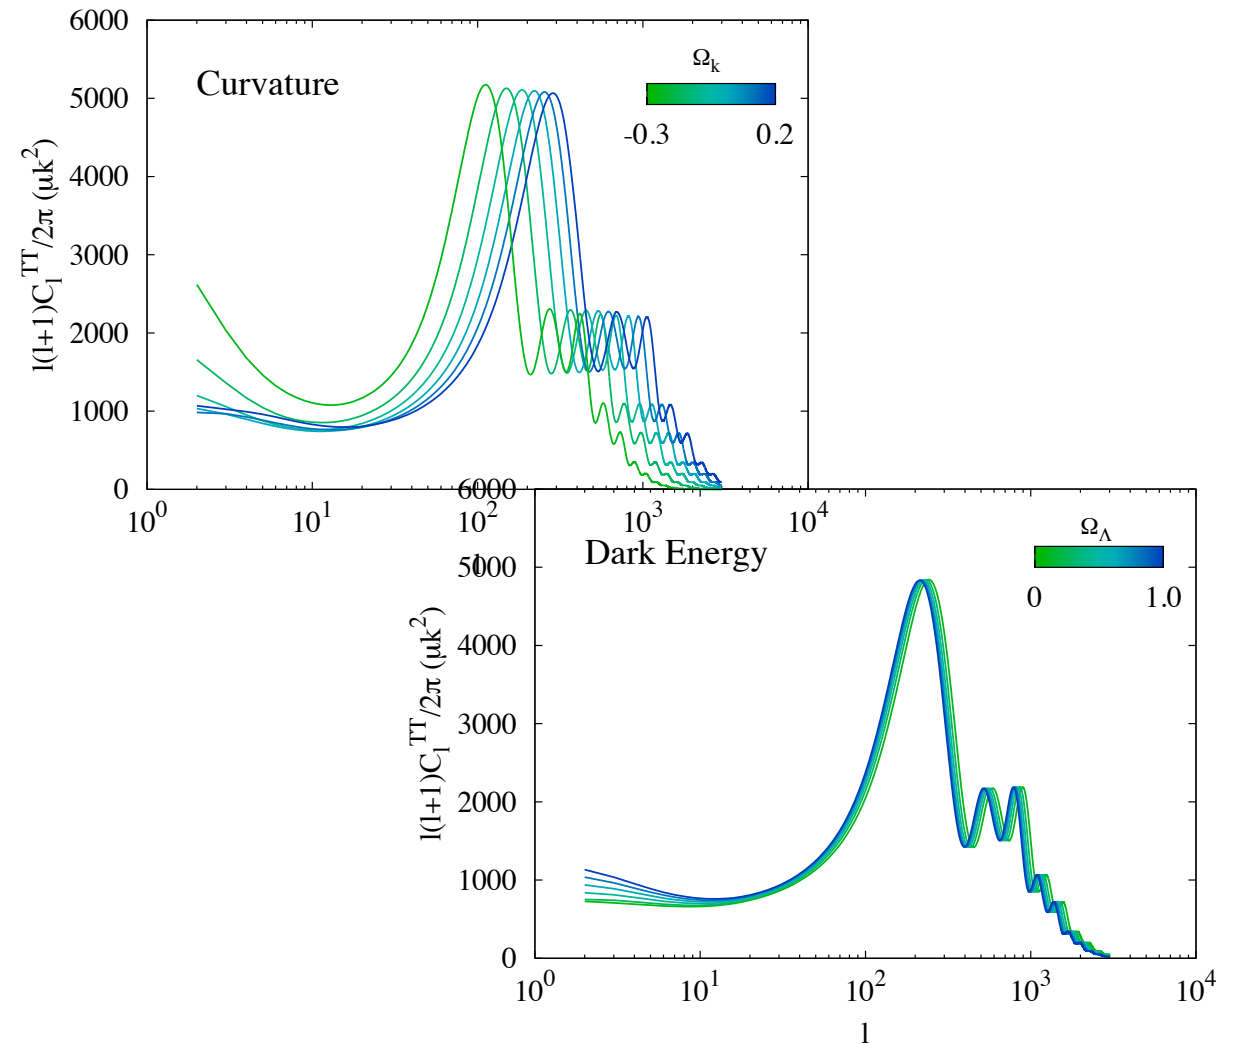 6000
5000
4000
3000
2000
1000
0
l(l+1)C_l^TT/2π (μk^2)
Curvature
Ω_k
-0.3 0.2
10^0 10^1 10^2 10^3 10^4
l
6000
5000
4000
3000
2000
1000
0
l(l+1)C_l^TT/2π (μk^2)
Dark Energy
Ω_Λ
0 1.0
10^0 10^1 10^2 10^3 10^4
l